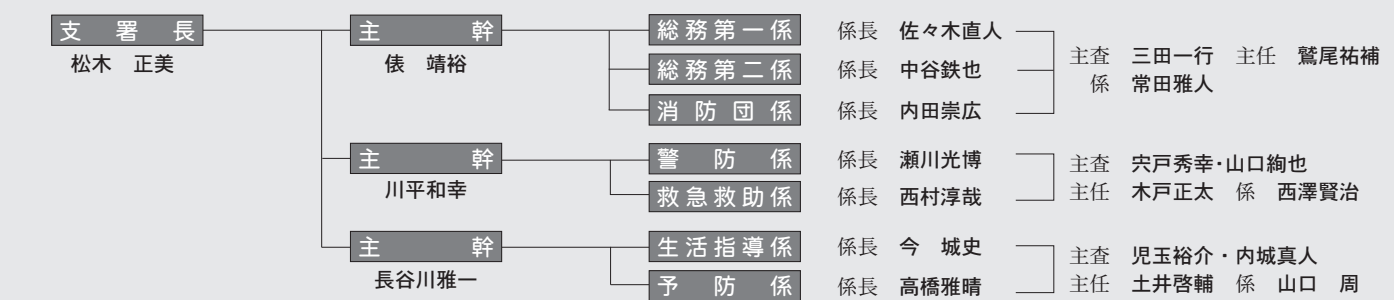 支署長 主幹 総務第一係 係長 佐々木直人
松木 正美 俵 靖裕
総務第二係 係長 中谷鉄也
主査 三田一行 主任 鷲尾祐補
係 常田雅人
消防団係 係長 内田崇広
主幹 警防係 係長 瀬川光博
川平和幸
主査 宍戸秀幸・山口絢也
救急救助係 係長 西村淳哉
主任 木戸正太 係 西澤賢治
主幹 生活指導係 係長 今 城史
長谷川雅一
主査 児玉裕介・内城真人
予防係 係長 高橋雅晴
主任 土井啓輔 係 山口 周